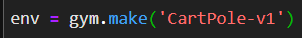 env = gym.make('CartPole-v1')